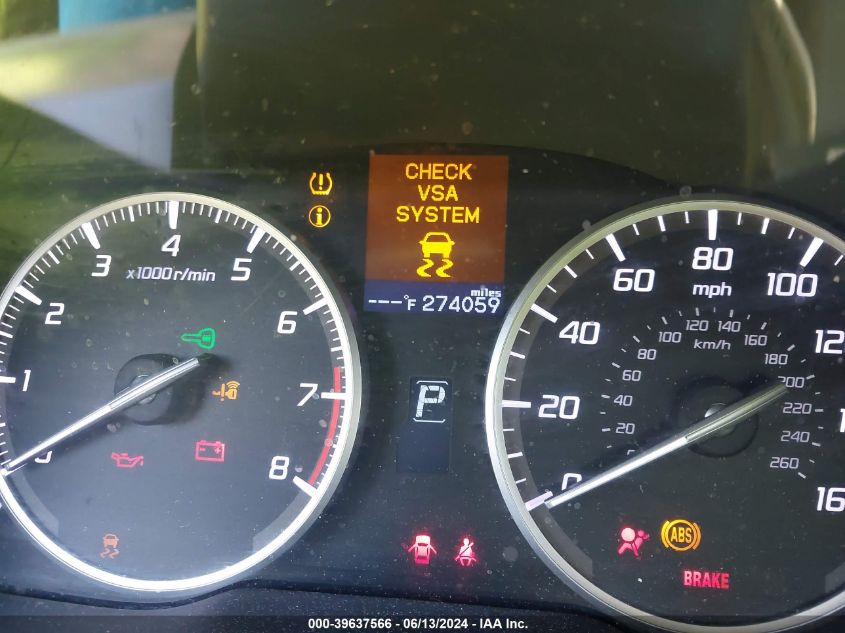 CHECK
VSA
SYSTEM
miles
---°F 274059
x1000r/min
1
2
3
4
5
6
7
8
P
mph
0
20
40
60
80
100
km/h
20
40
60
80
100
120
140
160
180
200
220
240
260
ABS
BRAKE
000-39637566 - 06/13/2024 - IAA Inc.